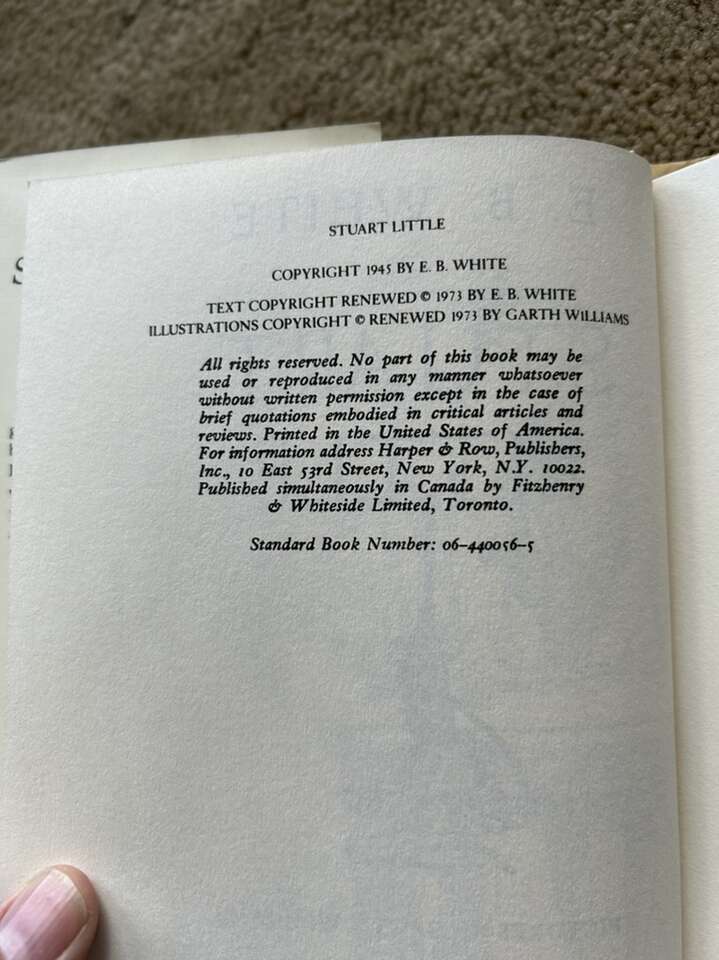 STUART LITTLE
COPYRIGHT 1945 BY E. B. WHITE
TEXT COPYRIGHT RENEWED © 1973 BY E. B. WHITE
ILLUSTRATIONS COPYRIGHT © RENEWED 1973 BY GARTH WILLIAMS
All rights reserved. No part of this book may be
used or reproduced in any manner whatsoever
without written permission except in the case of
brief quotations embodied in critical articles and
reviews. Printed in the United States of America.
For information address Harper & Row, Publishers,
Inc., 10 East 53rd Street, New York, N.Y. 10022.
Published simultaneously in Canada by Fitzhenry
& Whiteside Limited, Toronto.
Standard Book Number: 06-440056-5